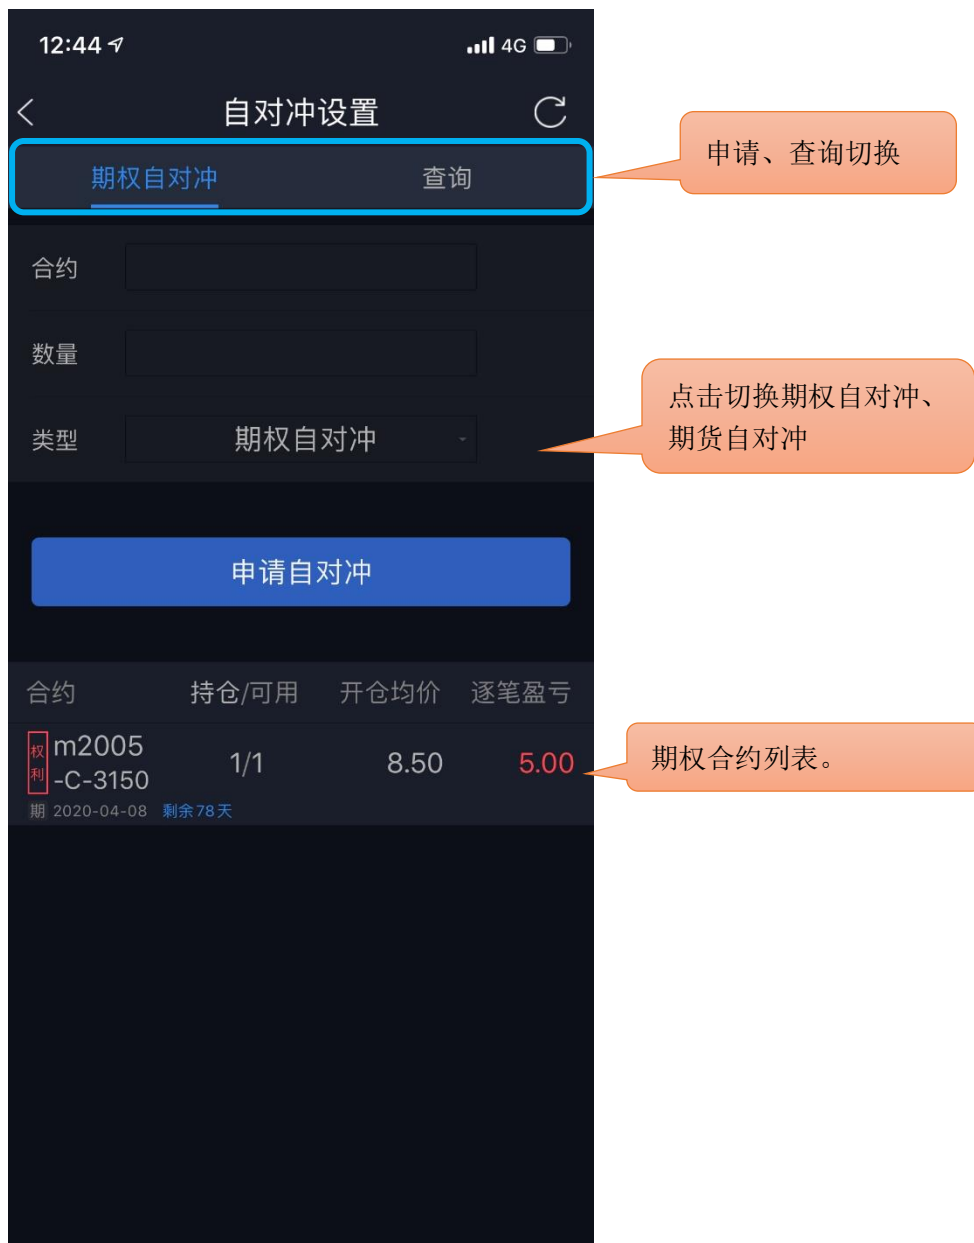 12:44
4G
自对冲设置
期权自对冲 查询
申请、查询切换
合约
数量
类型 期权自对冲
点击切换期权自对冲、
期货自对冲
申请自对冲
合约 持仓/可用 开仓均价 逐笔盈亏
权利 m2005
-C-3150 1/1 8.50 5.00
期 2020-04-08 剩余78天
期权合约列表。